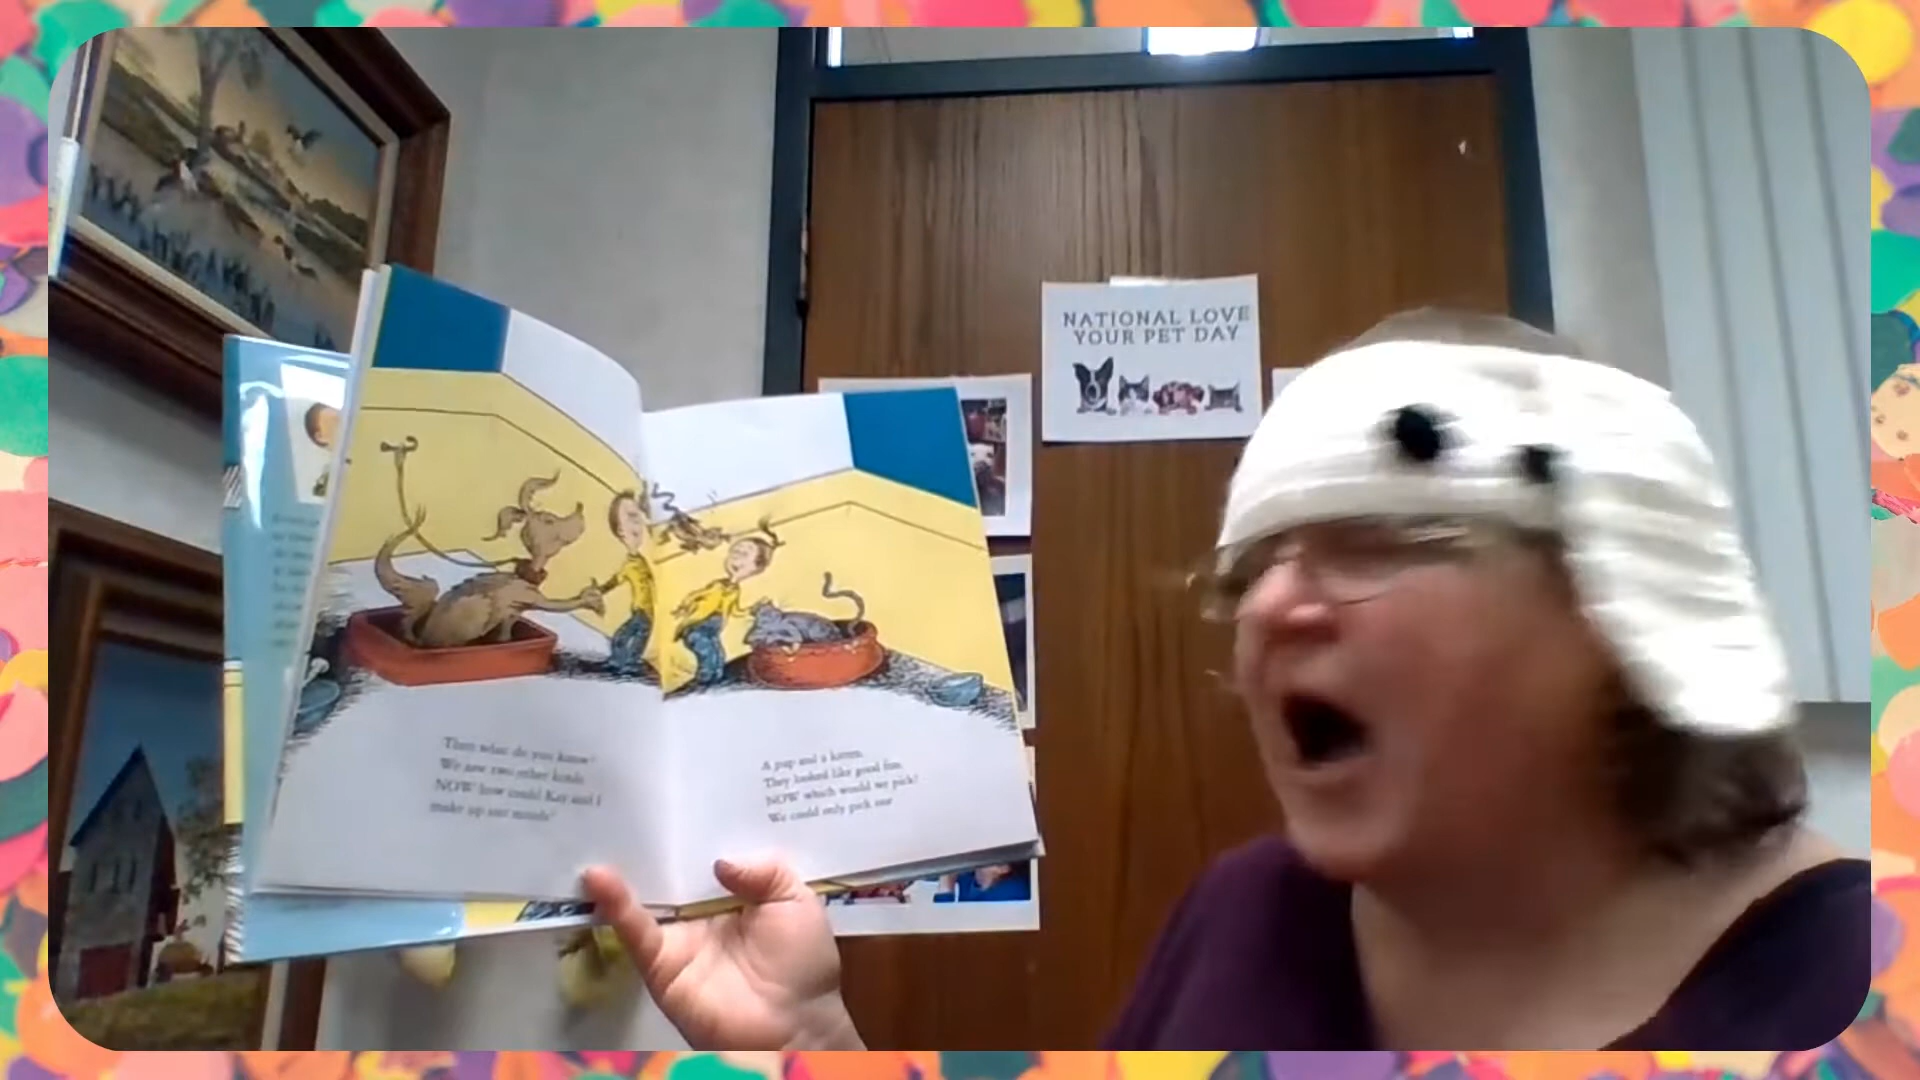 NATIONAL LOVE
YOUR PET DAY
Then what do you know?
We saw two other kinds.
NOW how could Kay and I
make up our minds?
A pup and a kitten.
They looked like good fun.
NOW which would we pick?
We could only pick one